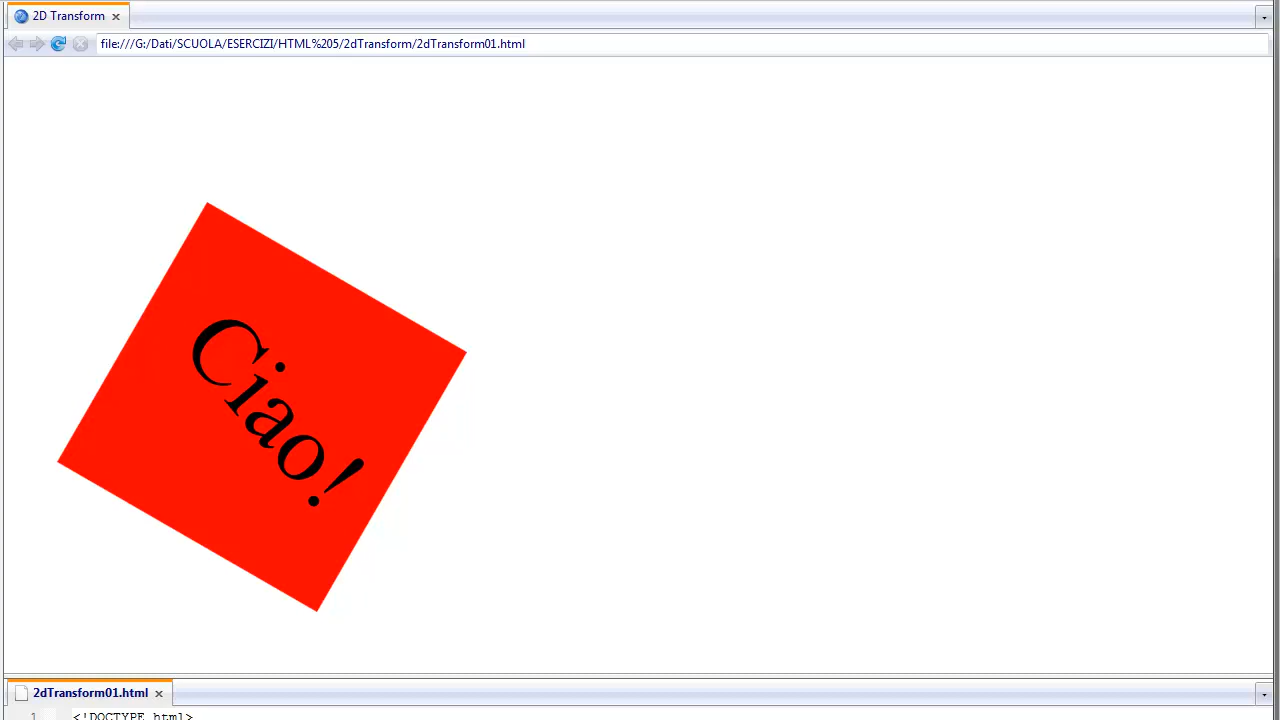 2D Transform
file:///G:/Dati/SCUOLA/ESERCIZI/HTML%205/2dTransform/2dTransform01.html
Ciao!
2dTransform01.html
1 <!DOCTYPE html>